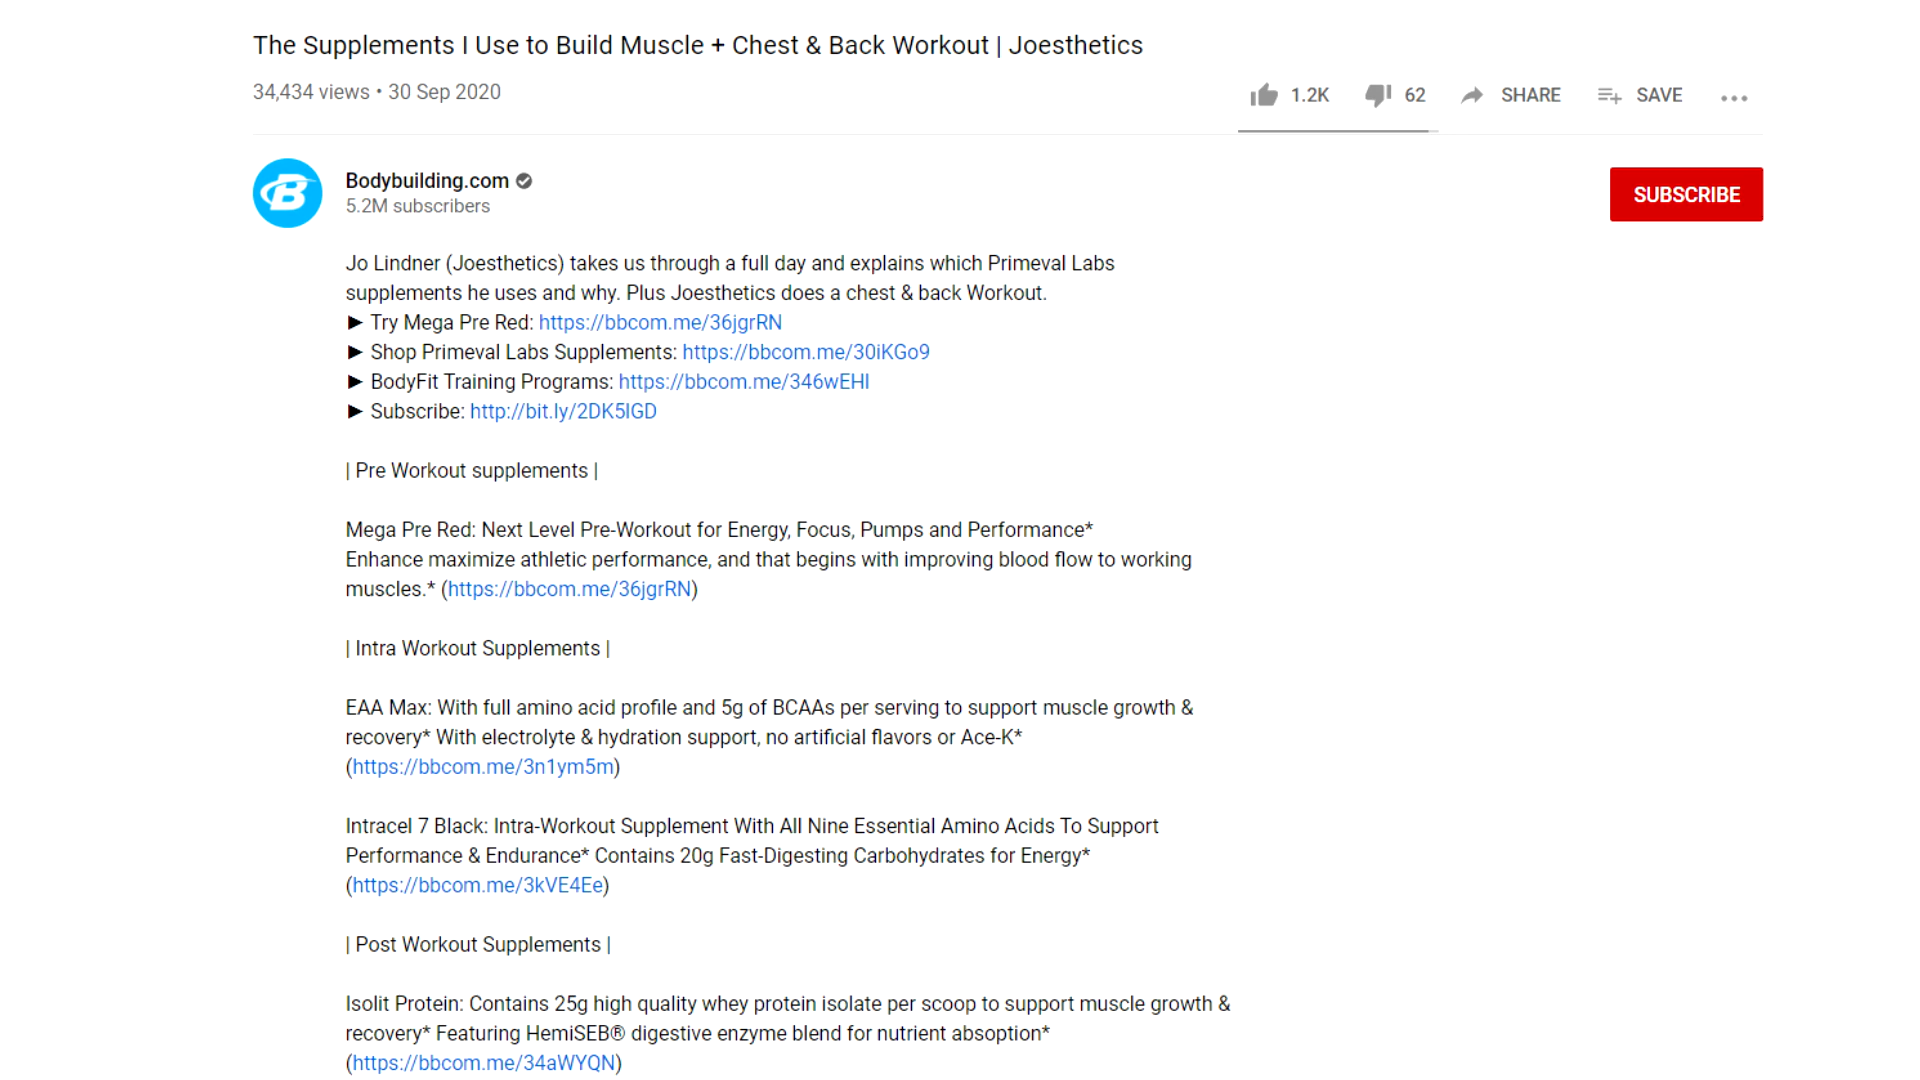 The Supplements I Use to Build Muscle + Chest & Back Workout | Joesthetics
34,434 views • 30 Sep 2020
1.2K 62 SHARE SAVE
B
Bodybuilding.com
5.2M subscribers
SUBSCRIBE
Jo Lindner (Joesthetics) takes us through a full day and explains which Primeval Labs
supplements he uses and why. Plus Joesthetics does a chest & back Workout.
► Try Mega Pre Red: https://bbcom.me/36jgrRN
► Shop Primeval Labs Supplements: https://bbcom.me/30iKGo9
► BodyFit Training Programs: https://bbcom.me/346wEHI
► Subscribe: http://bit.ly/2DK5lGD
| Pre Workout supplements |
Mega Pre Red: Next Level Pre-Workout for Energy, Focus, Pumps and Performance*
Enhance maximize athletic performance, and that begins with improving blood flow to working
muscles.* (https://bbcom.me/36jgrRN)
| Intra Workout Supplements |
EAA Max: With full amino acid profile and 5g of BCAAs per serving to support muscle growth &
recovery* With electrolyte & hydration support, no artificial flavors or Ace-K*
(https://bbcom.me/3n1ym5m)
Intracel 7 Black: Intra-Workout Supplement With All Nine Essential Amino Acids To Support
Performance & Endurance* Contains 20g Fast-Digesting Carbohydrates for Energy*
(https://bbcom.me/3kVE4Ee)
| Post Workout Supplements |
Isolit Protein: Contains 25g high quality whey protein isolate per scoop to support muscle growth &
recovery* Featuring HemiSEB® digestive enzyme blend for nutrient absoption*
(https://bbcom.me/34aWYQN)